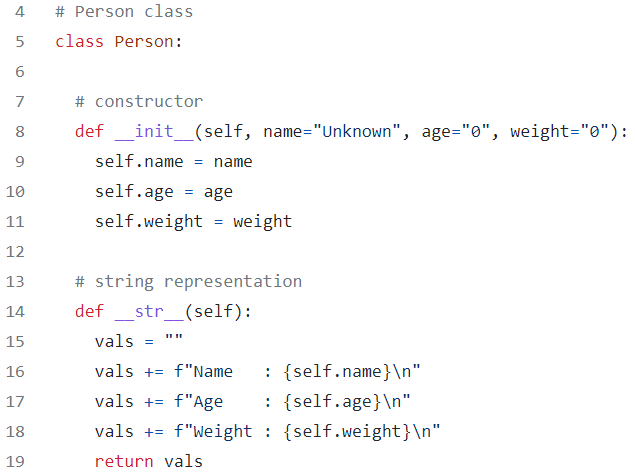 4 # Person class
5 class Person:
6
7   # constructor
8   def __init__(self, name="Unknown", age="0", weight="0"):
9     self.name = name
10     self.age = age
11     self.weight = weight
12
13   # string representation
14   def __str__(self):
15     vals = ""
16     vals += f"Name   : {self.name}\n"
17     vals += f"Age    : {self.age}\n"
18     vals += f"Weight : {self.weight}\n"
19     return vals